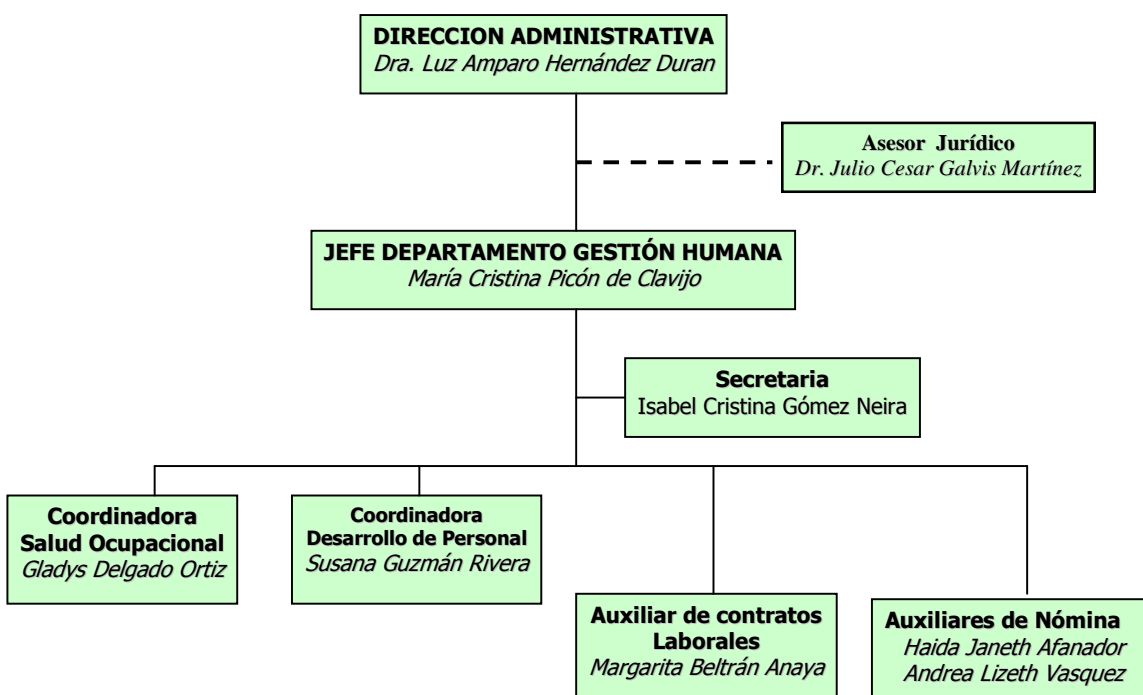 DIRECCION ADMINISTRATIVA
Dra. Luz Amparo Hernández Duran
Asesor Jurídico
Dr. Julio Cesar Galvis Martínez
JEFE DEPARTAMENTO GESTIÓN HUMANA
María Cristina Picón de Clavijo
Secretaria
Isabel Cristina Gómez Neira
Coordinadora
Salud Ocupacional
Gladys Delgado Ortiz
Coordinadora
Desarrollo de Personal
Susana Guzmán Rivera
Auxiliar de contratos
Laborales
Margarita Beltrán Anaya
Auxiliares de Nómina
Haida Janeth Afanador
Andrea Lizeth Vasquez